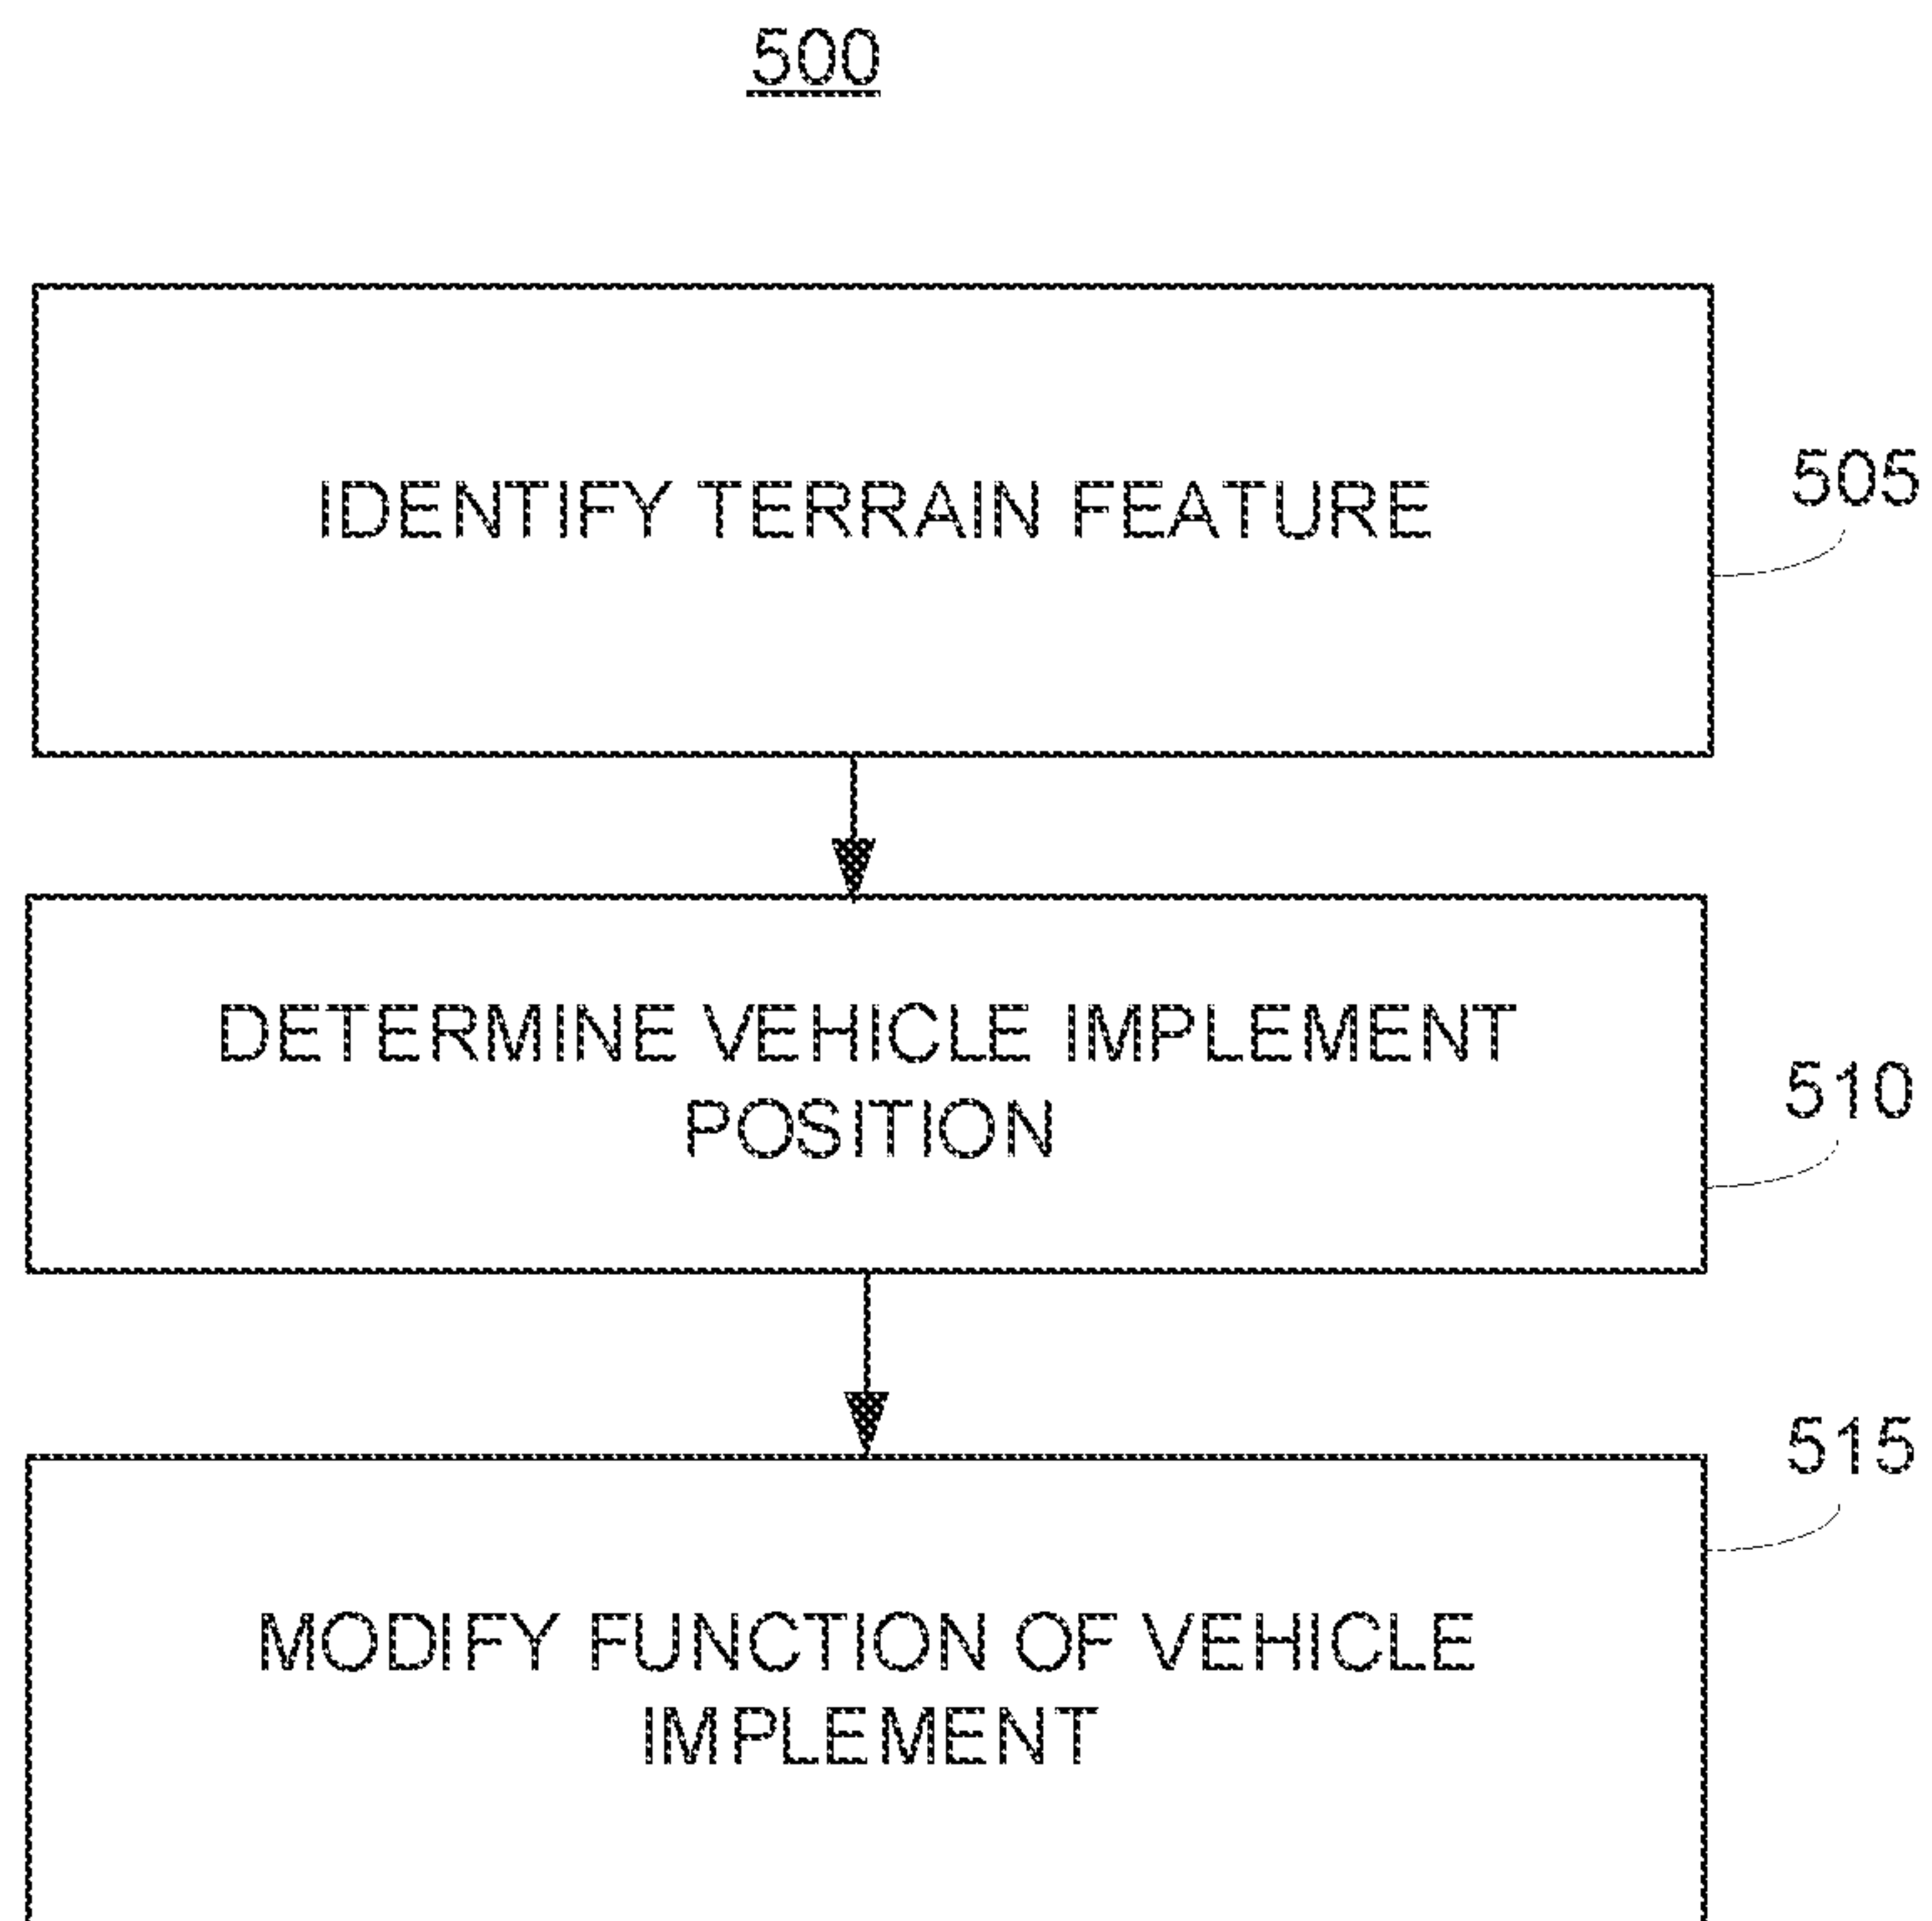 500
IDENTIFY TERRAIN FEATURE
505
DETERMINE VEHICLE IMPLEMENT
POSITION
510
515
MODIFY FUNCTION OF VEHICLE
IMPLEMENT